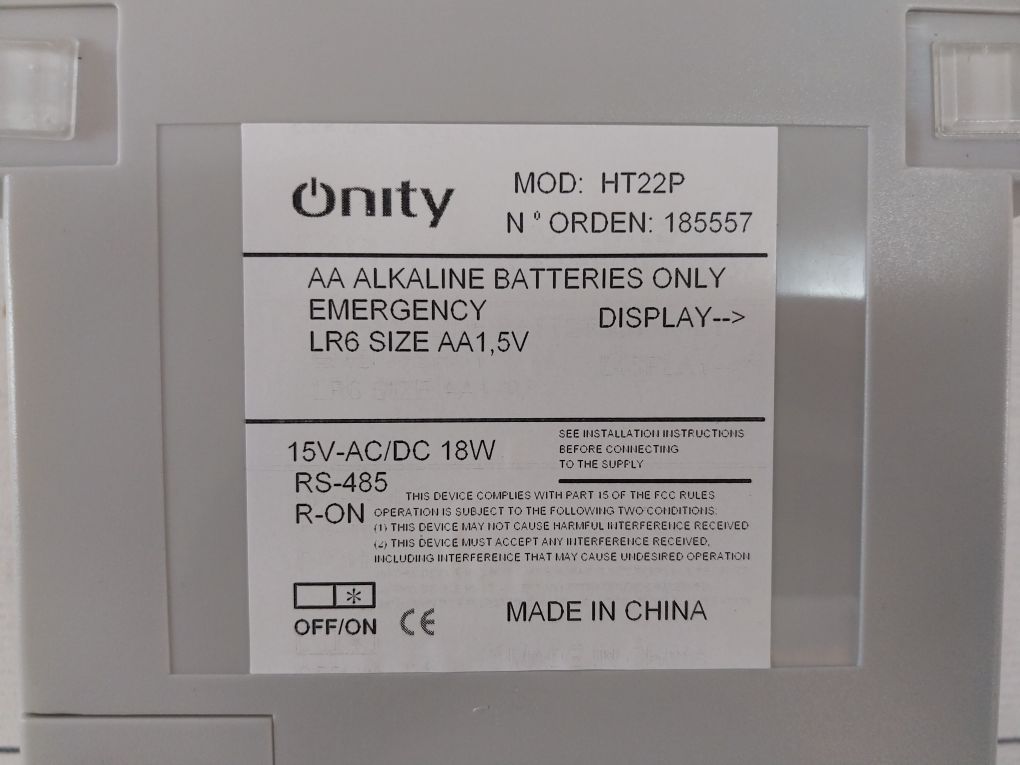 Onity
MOD: HT22P
N º ORDEN: 185557
AA ALKALINE BATTERIES ONLY
EMERGENCY
DISPLAY-->
LR6 SIZE AA1,5V
15V-AC/DC 18W
SEE INSTALLATION INSTRUCTIONS
BEFORE CONNECTING
TO THE SUPPLY
RS-485
R-ON
THIS DEVICE COMPLIES WITH PART 15 OF THE FCC RULES
OPERATION IS SUBJECT TO THE FOLLOWING TWO CONDITIONS:
(1) THIS DEVICE MAY NOT CAUSE HARMFUL INTERFERENCE RECEIVED
(2) THIS DEVICE MUST ACCEPT ANY INTERFERENCE RECEIVED,
INCLUDING INTERFERENCE THAT MAY CAUSE UNDESIRED OPERATION
*
OFF/ON
CE
MADE IN CHINA